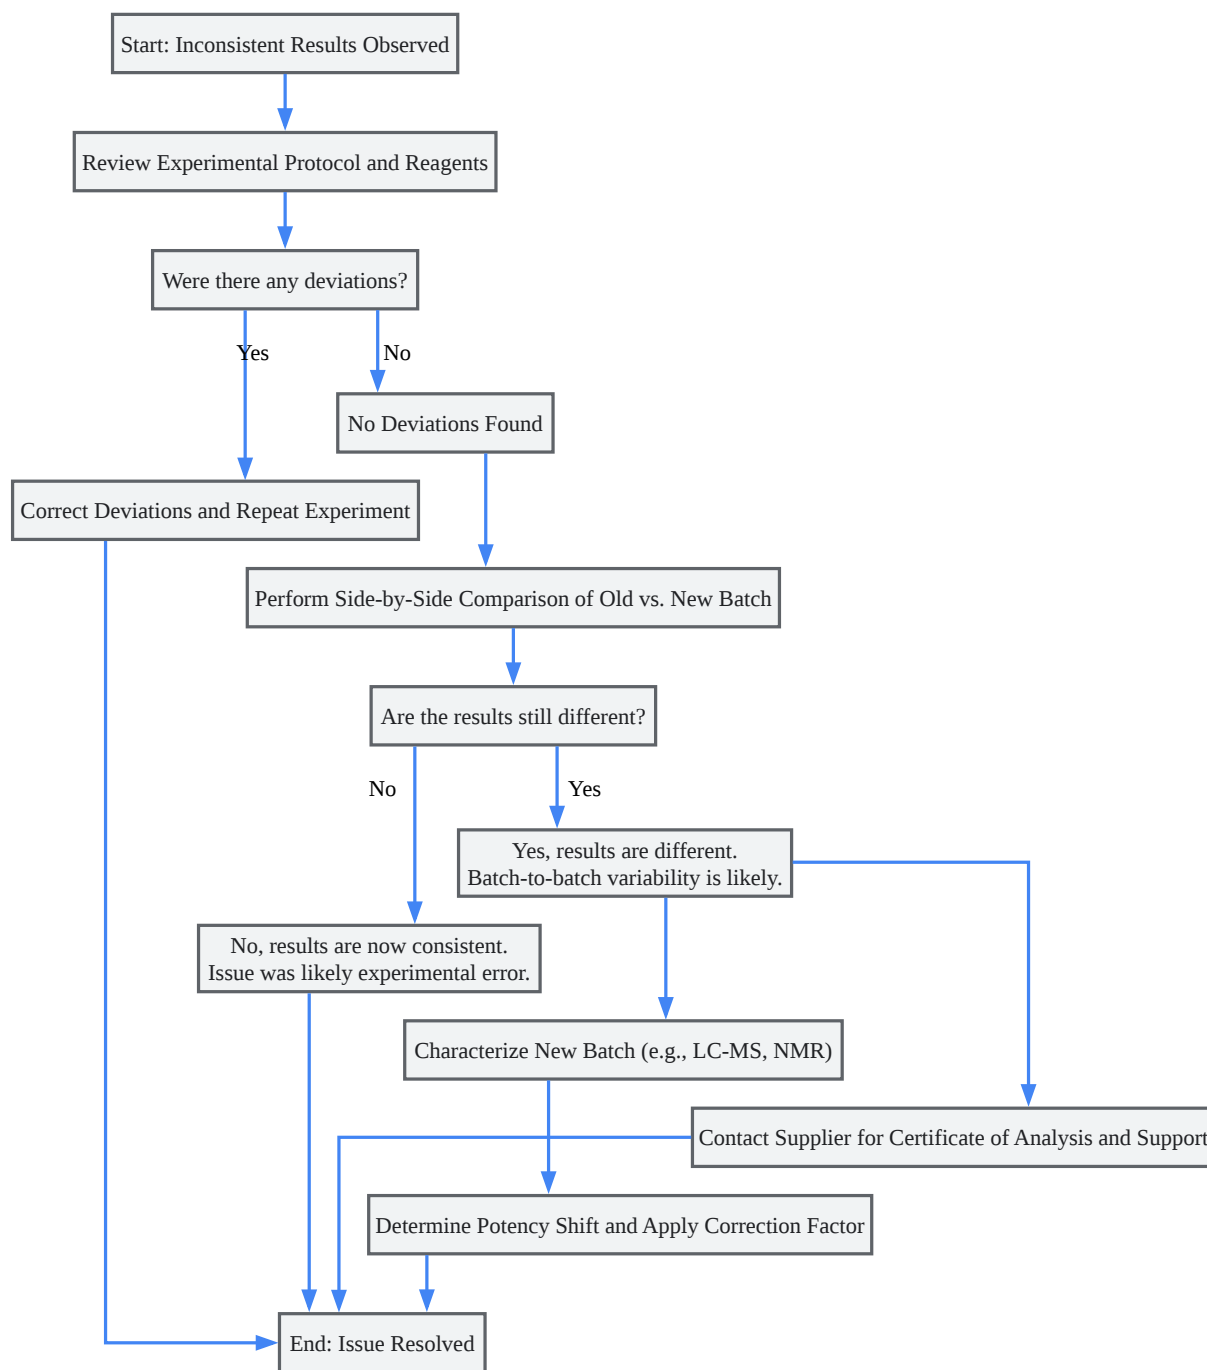 Start: Inconsistent Results Observed
Review Experimental Protocol and Reagents
Were there any deviations?
Yes
No
No Deviations Found
Correct Deviations and Repeat Experiment
Perform Side-by-Side Comparison of Old vs. New Batch
Are the results still different?
No
Yes
Yes, results are different.
Batch-to-batch variability is likely.
No, results are now consistent.
Issue was likely experimental error.
Characterize New Batch (e.g., LC-MS, NMR)
Contact Supplier for Certificate of Analysis and Support
Determine Potency Shift and Apply Correction Factor
End: Issue Resolved